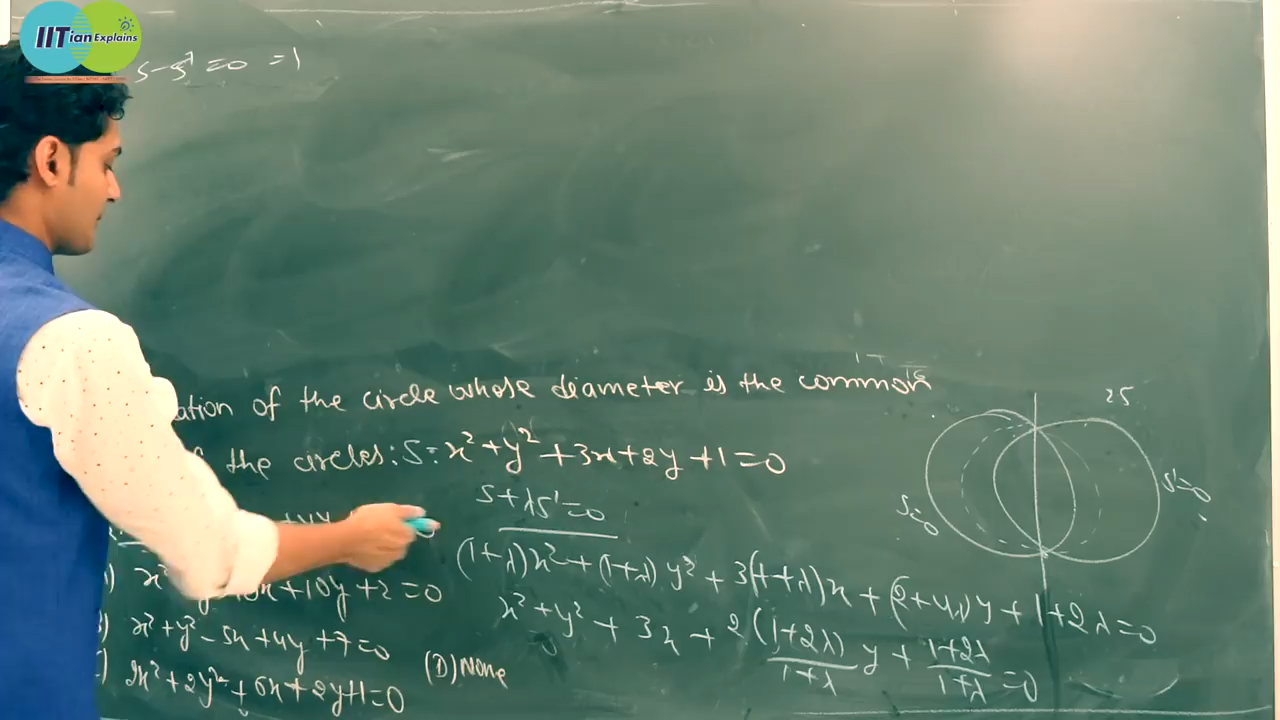 IITian Explains
S-S' =0 =1
ation of the circle whose diameter is the common
the circles: S: x²+y²+3x+2y+1=0
25
S+λS'=0
S=0
S'=0
(1+λ)x²+(1+λ)y²+3(1+λ)x+(2+4λ)y+1+2λ=0
+10y+2=0
x²+y²+3x+2(1+2λ)/(1+λ) y+(1+2λ)/(1+λ)=0
x²+y²-3x+4y+7=0
2x²+2y²+6x+2y+1=0
(D) None